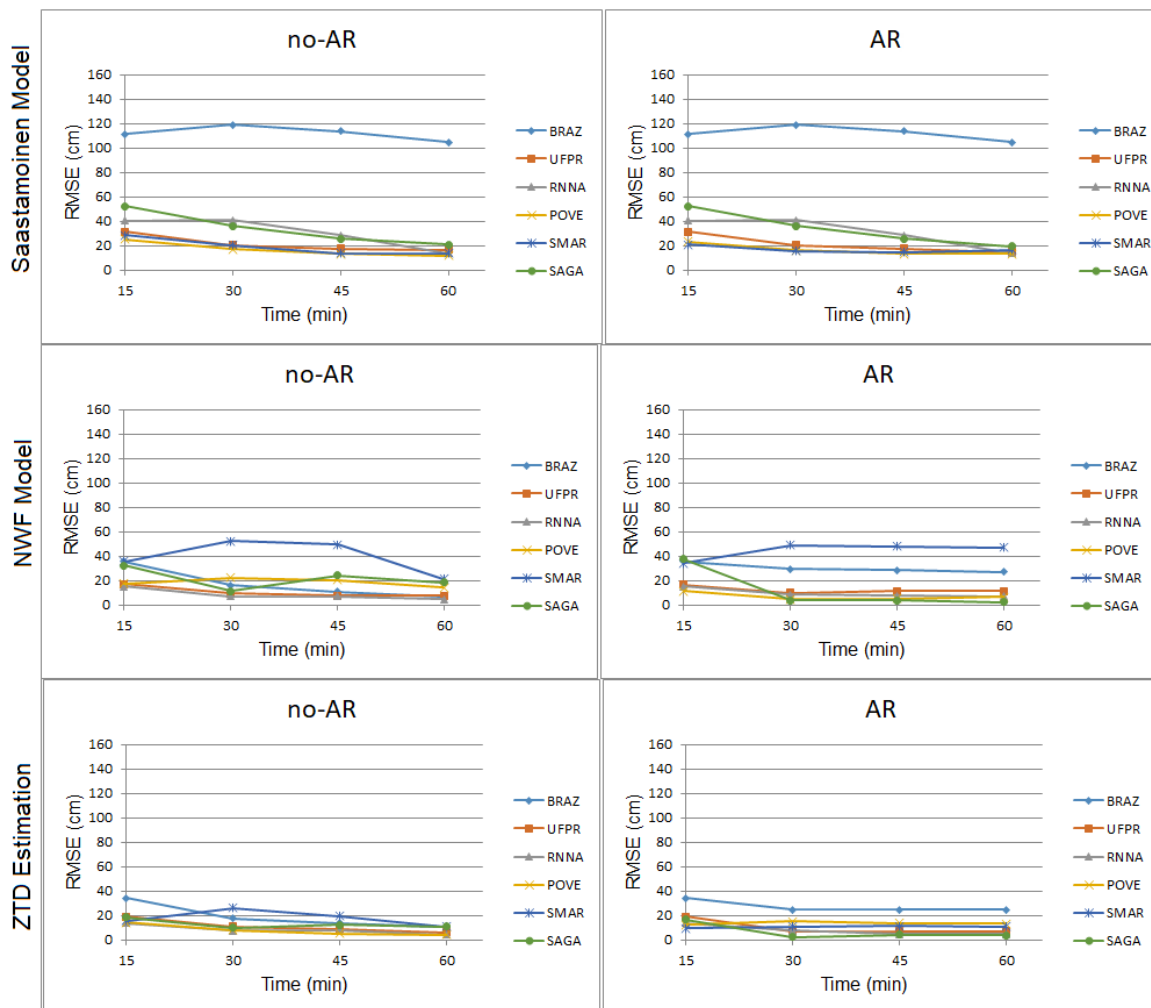 Saastamoinen Model
no-AR
RMSE (cm)
160
140
120
100
80
60
40
20
0
15 30 45 60
Time (min)
BRAZ
UFPR
RNNA
POVE
SMAR
SAGA
AR
RMSE (cm)
160
140
120
100
80
60
40
20
0
15 30 45 60
Time (min)
BRAZ
UFPR
RNNA
POVE
SMAR
SAGA
NWF Model
no-AR
RMSE (cm)
160
140
120
100
80
60
40
20
0
15 30 45 60
Time (min)
BRAZ
UFPR
RNNA
POVE
SMAR
SAGA
AR
RMSE (cm)
160
140
120
100
80
60
40
20
0
15 30 45 60
Time (min)
BRAZ
UFPR
RNNA
POVE
SMAR
SAGA
ZTD Estimation
no-AR
RMSE (cm)
160
140
120
100
80
60
40
20
0
15 30 45 60
Time (min)
BRAZ
UFPR
RNNA
POVE
SMAR
SAGA
AR
RMSE (cm)
160
140
120
100
80
60
40
20
0
15 30 45 60
Time (min)
BRAZ
UFPR
RNNA
POVE
SMAR
SAGA